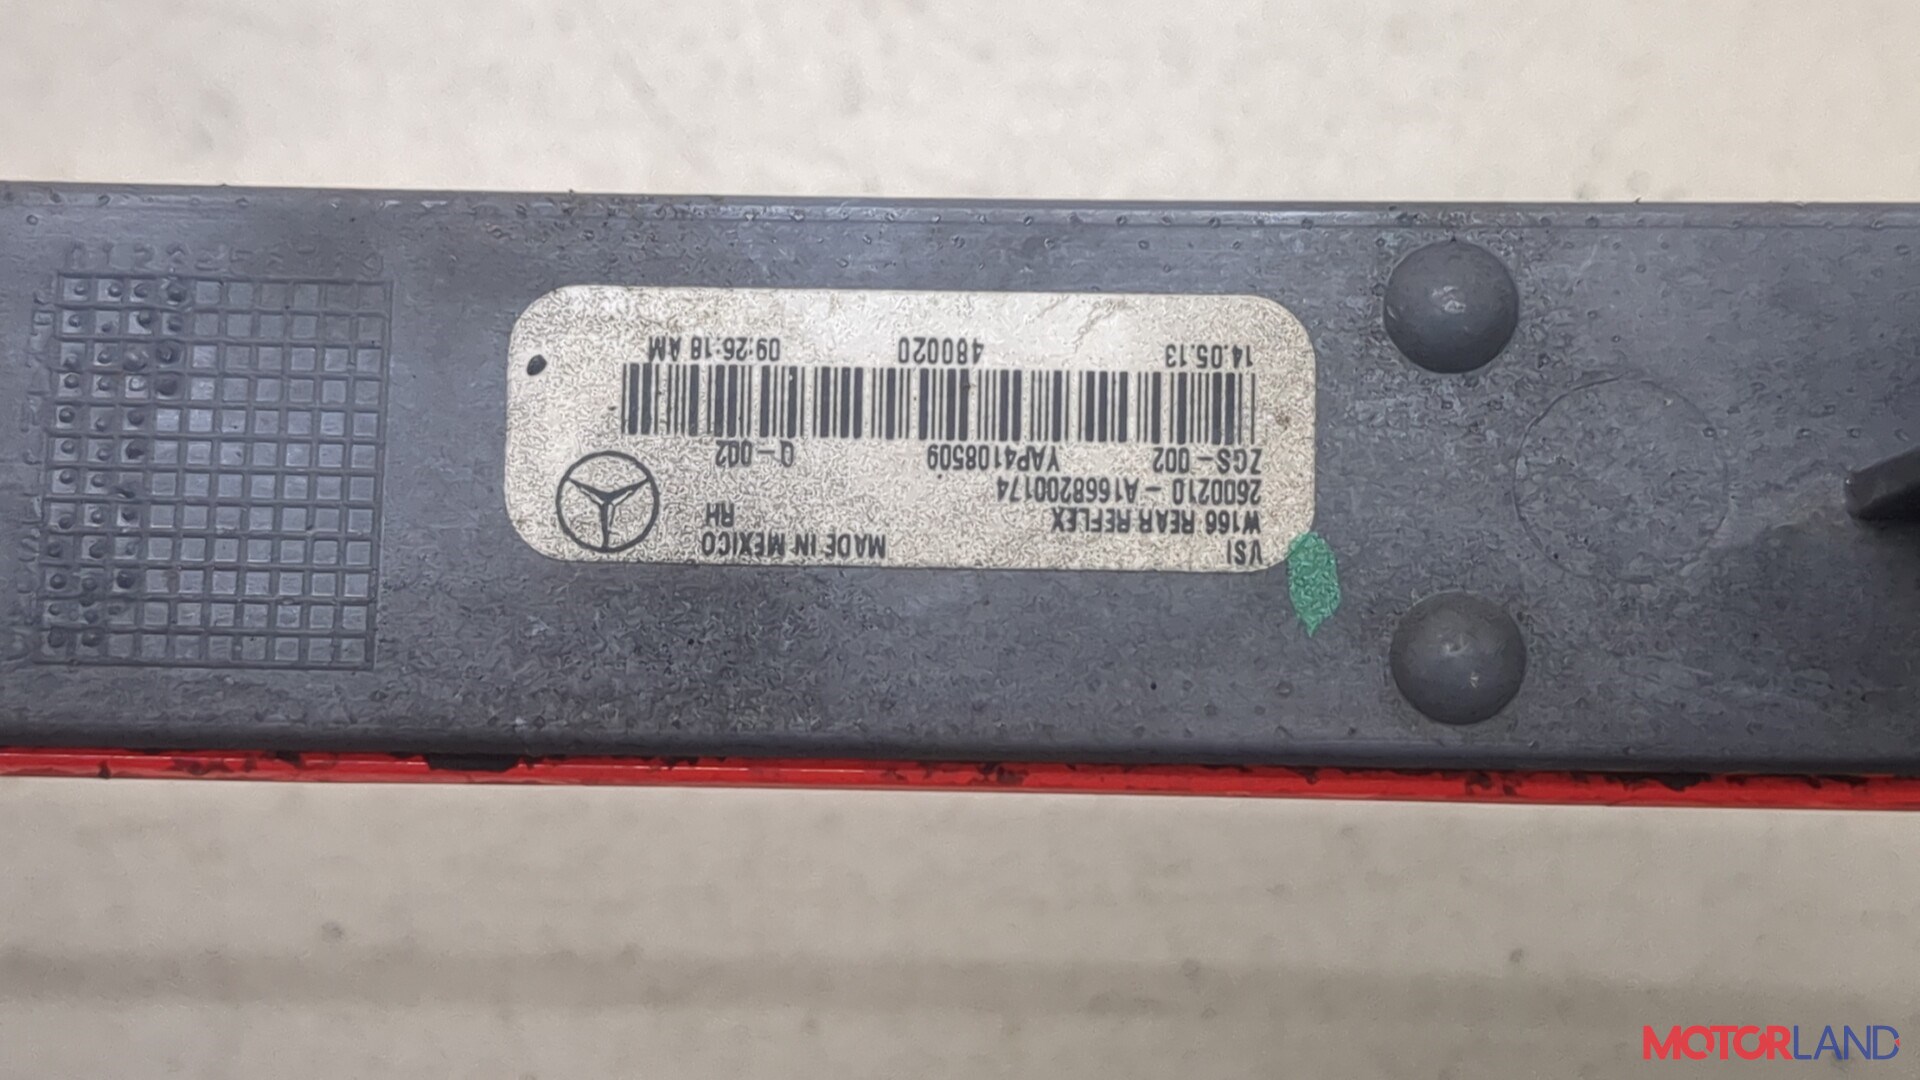 VSI MADE IN MEXICO
W166 REAR REFLEX RH
2600210 - A1668200174
ZGS-002 YAP4108509 Q-002
14.05.13 480020 09:26:18 AM
MOTORLAND